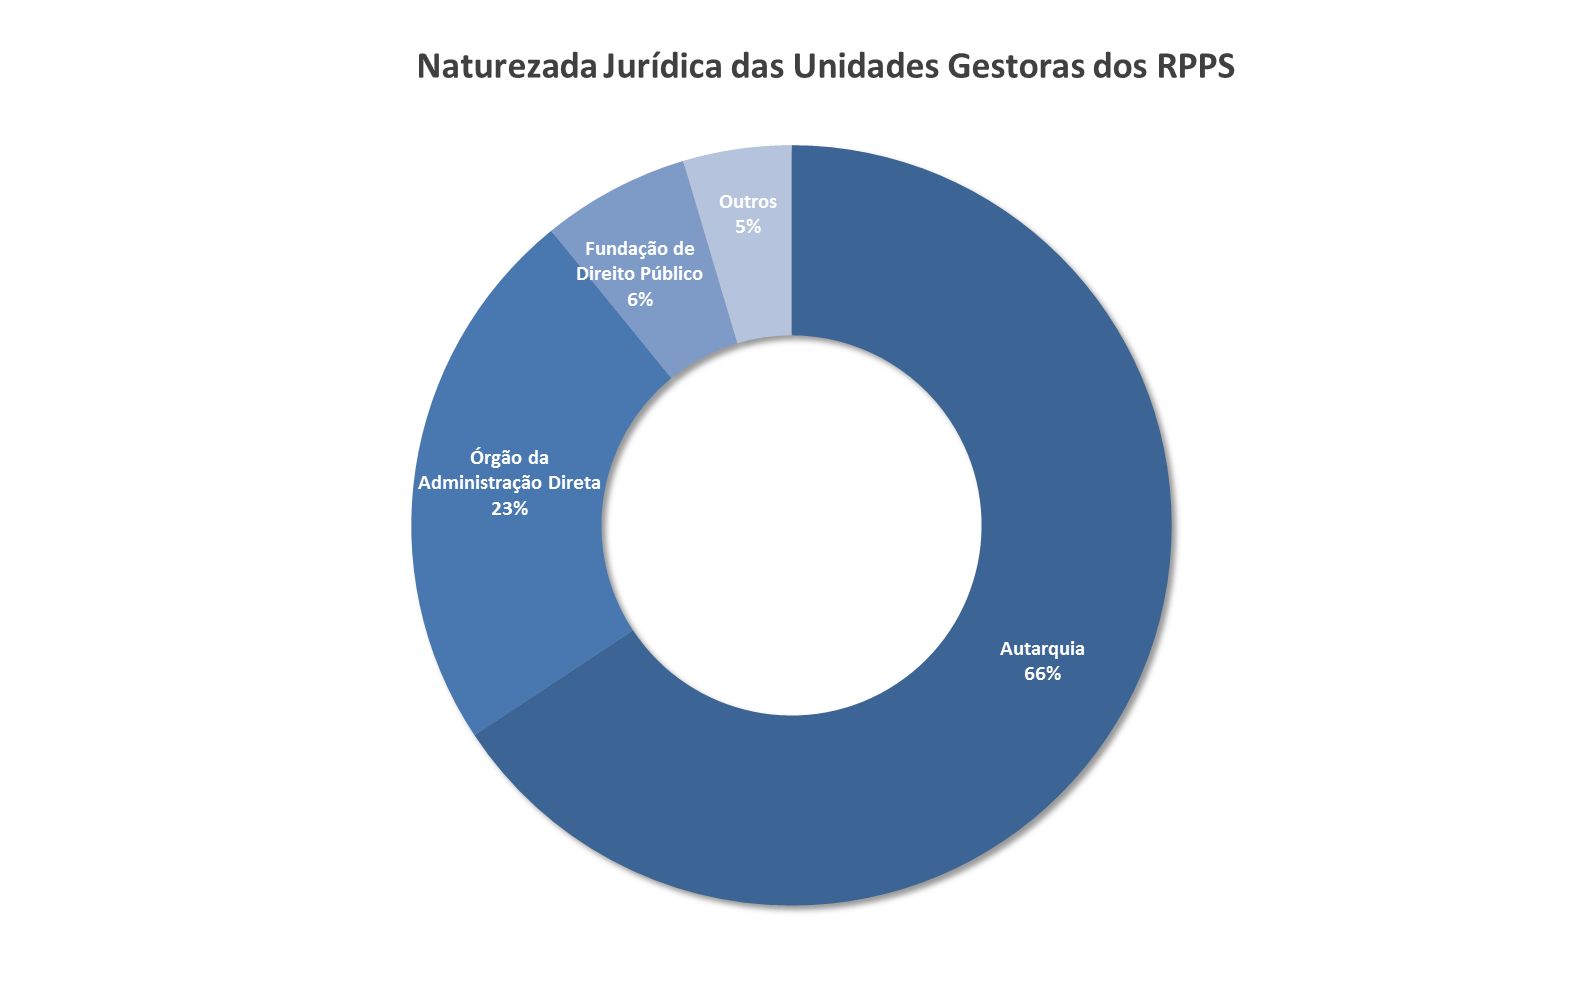 Naturezada Jurídica das Unidades Gestoras dos RPPS
Outros
5%
Fundação de
Direito Público
6%
Órgão da
Administração Direta
23%
Autarquia
66%